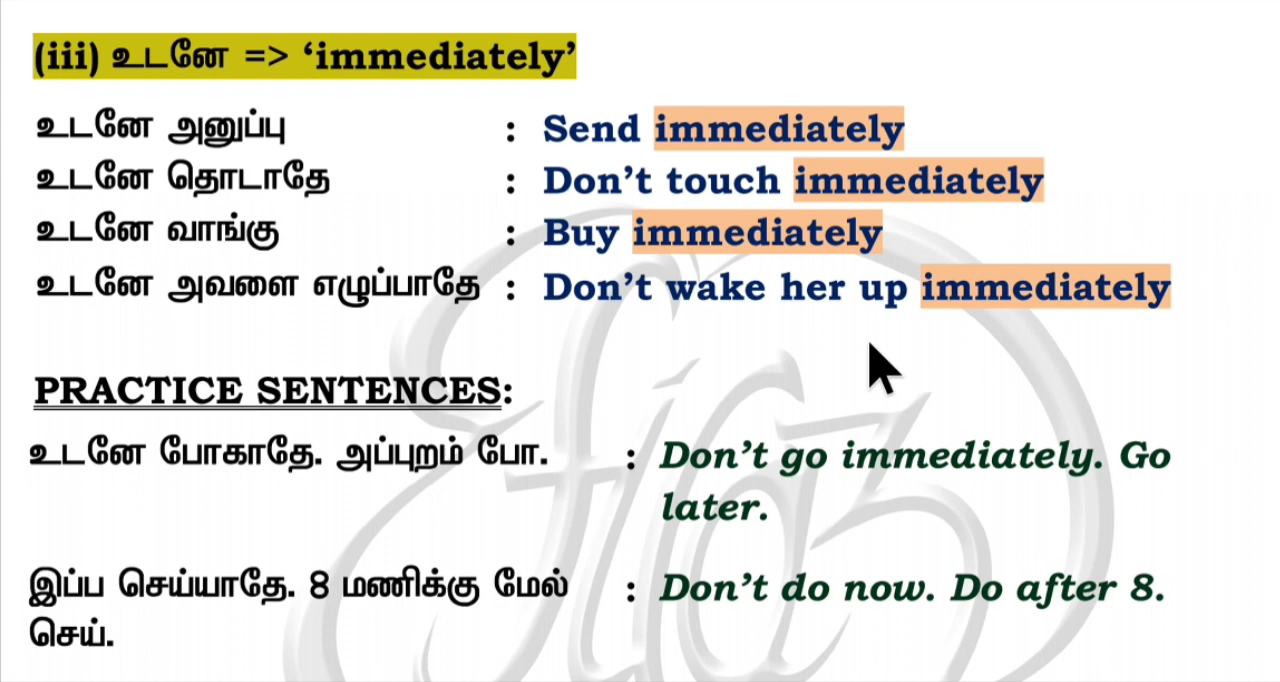 (iii) உடனே => ‘immediately’
உடனே அனுப்பு : Send immediately
உடனே தொடாதே : Don’t touch immediately
உடனே வாங்கு : Buy immediately
உடனே அவளை எழுப்பாதே : Don’t wake her up immediately
PRACTICE SENTENCES:
உடனே போகாதே. அப்புறம் போ. : Don’t go immediately. Go
later.
இப்ப செய்யாதே. 8 மணிக்கு மேல் : Don’t do now. Do after 8.
செய்.